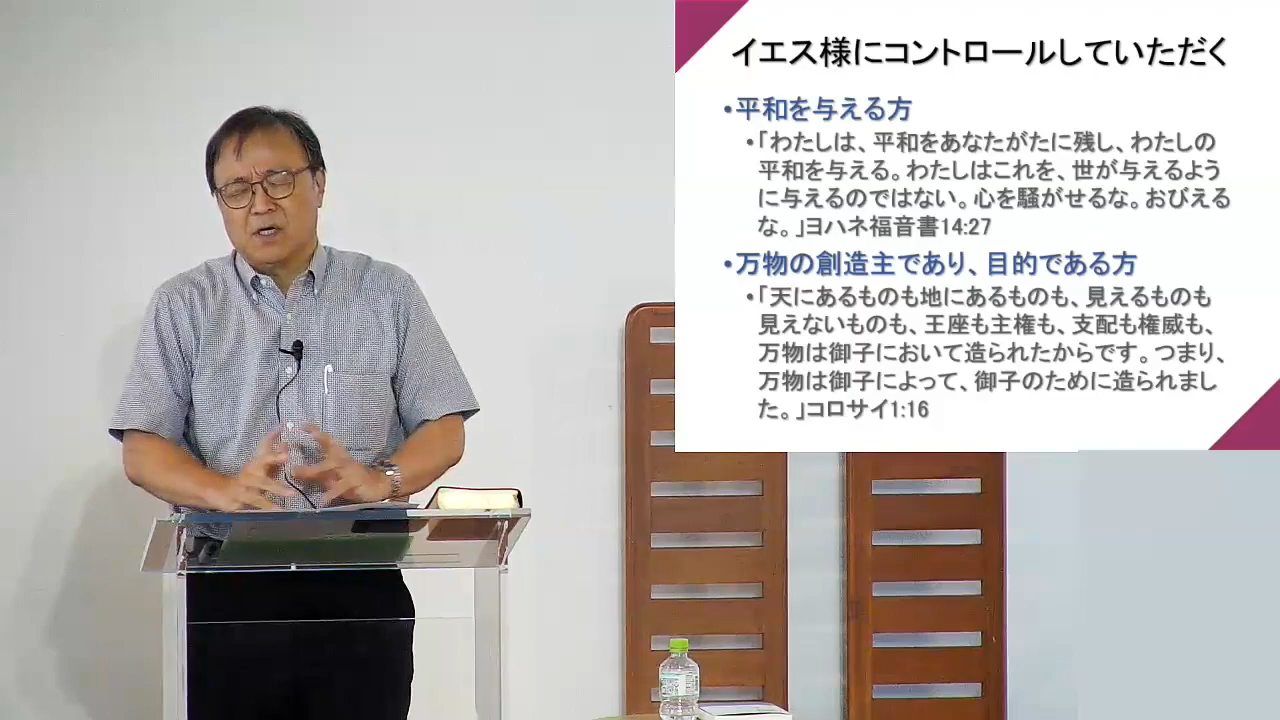 イエス様にコントロールしていただく
•平和を与える方
•「わたしは、平和をあなたがたに残し、わたしの
平和を与える。わたしはこれを、世が与えるよう
に与えるのではない。心を騒がせるな。おびえる
な。」ヨハネ福音書14:27
•万物の創造主であり、目的である方
•「天にあるものも地にあるものも、見えるものも
見えないものも、王座も主権も、支配も権威も、
万物は御子において造られたからです。つまり、
万物は御子によって、御子のために造られまし
た。」コロサイ1:16